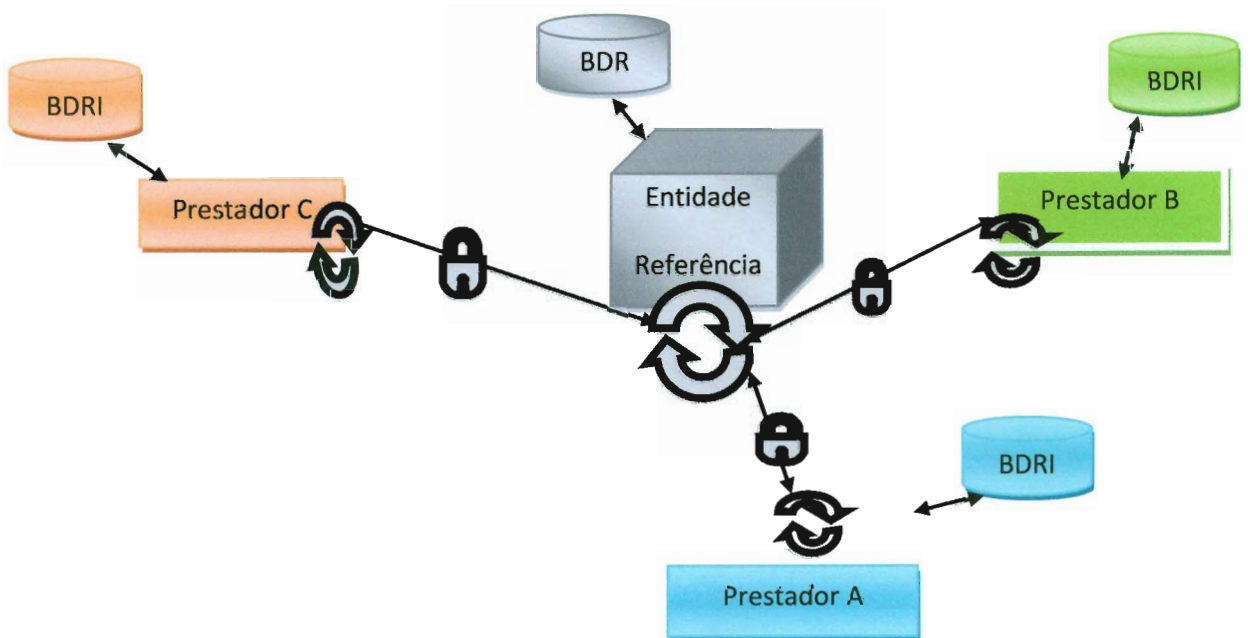 BDR
BDRI
BDRI
Prestador C
Entidade
Referência
Prestador B
BDRI
Prestador A